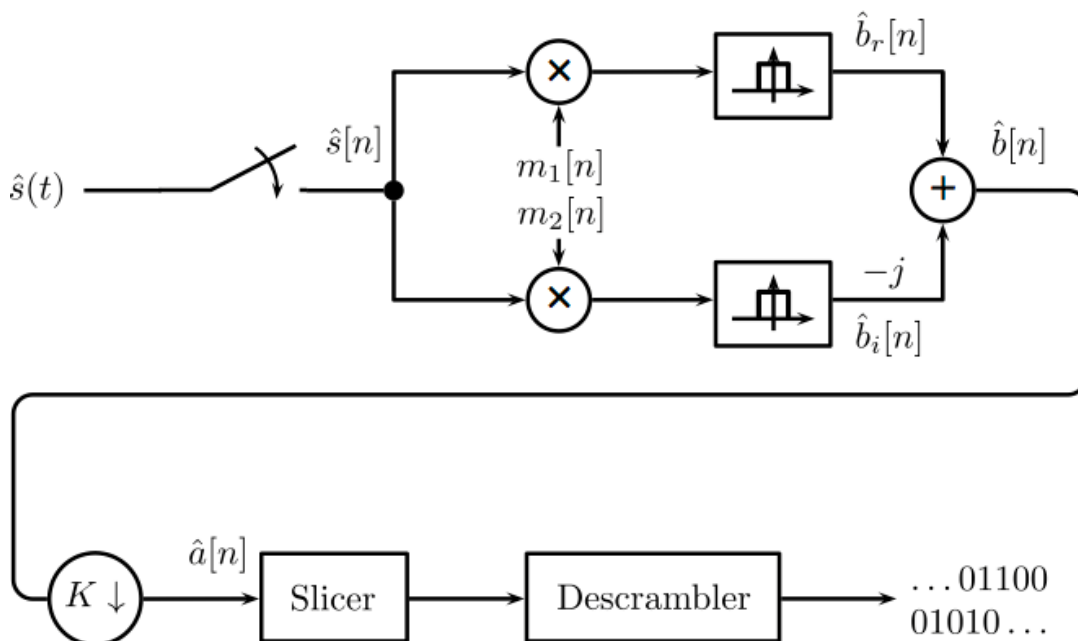 b̂ᵣ[n]
×
ŝ[n]
b̂[n]
m₁[n]
ŝ(t)
+
m₂[n]
−j
×
b̂ᵢ[n]
â[n]
K ↓
Slicer
Descrambler
...01100
01010...